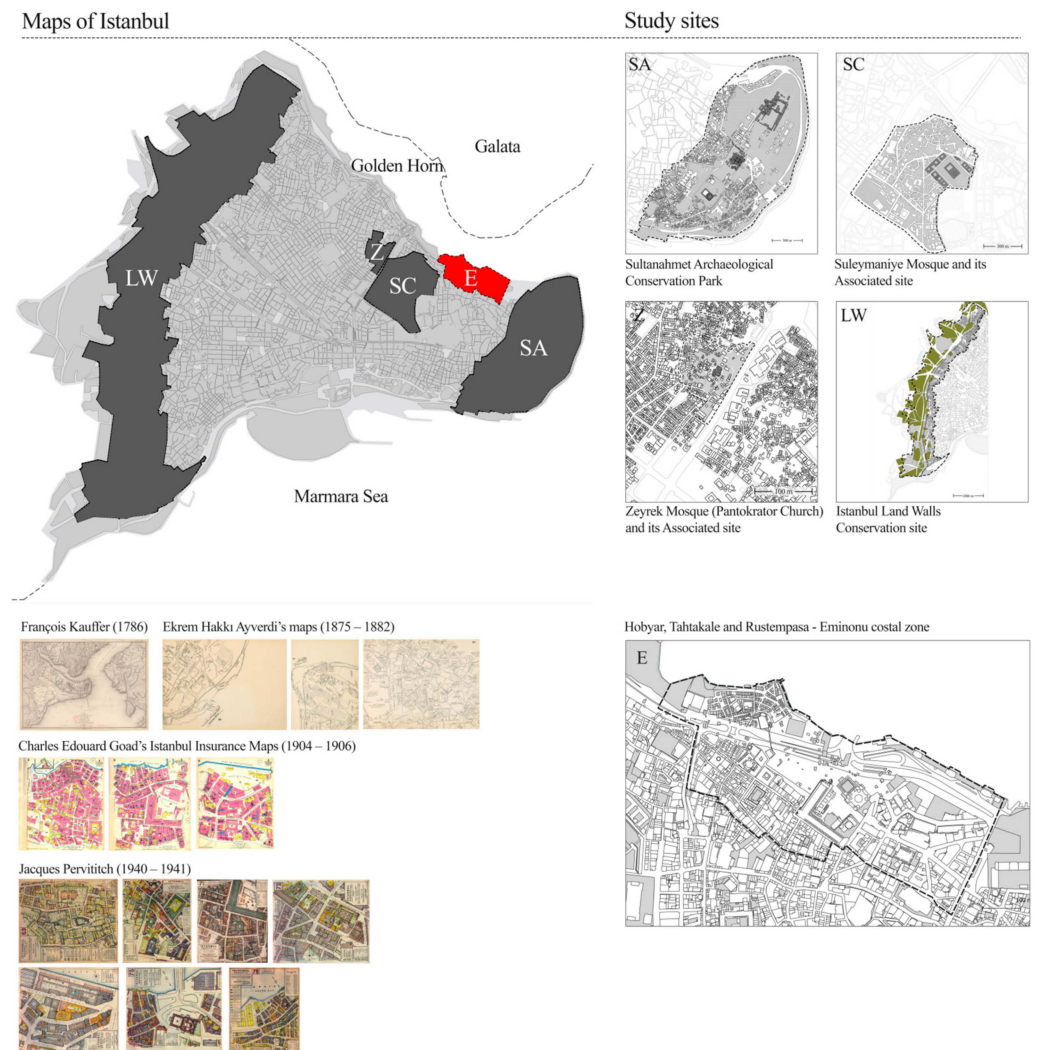 Maps of Istanbul
Study sites
Galata
Golden Horn
LW
Z
SC
E
SA
Marmara Sea
SA
SC
Sultanahmet Archaeological
Conservation Park
Suleymaniye Mosque and its
Associated site
Z
LW
100 m
Zeyrek Mosque (Pantokrator Church)
and its Associated site
Istanbul Land Walls
Conservation site
François Kauffer (1786)
Ekrem Hakkı Ayverdi’s maps (1875 – 1882)
Charles Edouard Goad’s Istanbul Insurance Maps (1904 – 1906)
Jacques Pervititch (1940 – 1941)
Hobyar, Tahtakale and Rustempasa - Eminonu costal zone
E